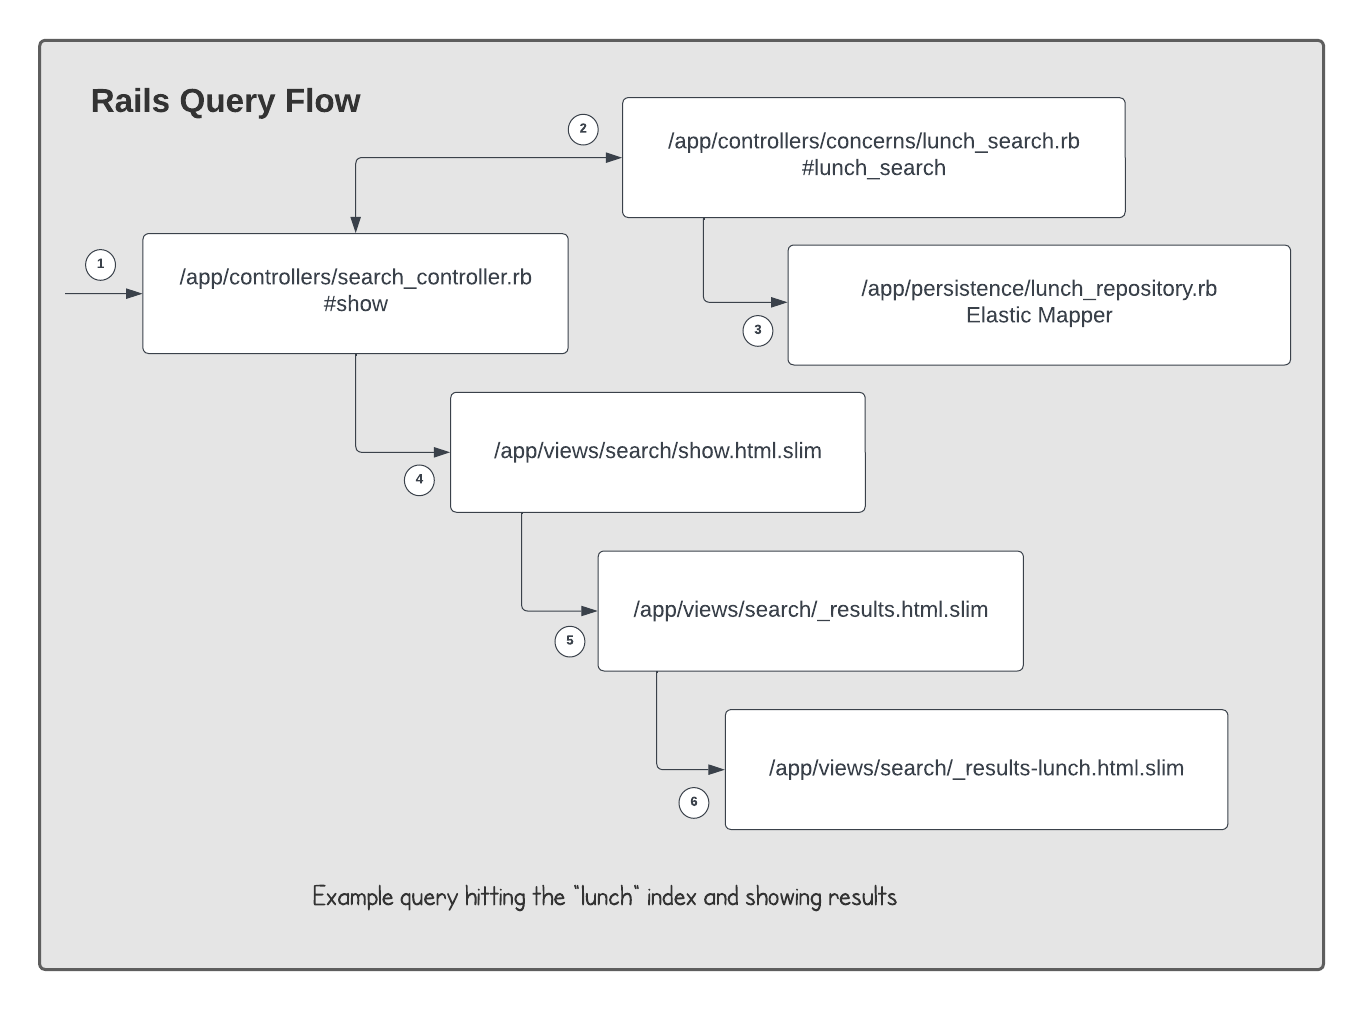 Rails Query Flow
2
/app/controllers/concerns/lunch_search.rb
#lunch_search
1
/app/controllers/search_controller.rb
#show
/app/persistence/lunch_repository.rb
Elastic Mapper
3
/app/views/search/show.html.slim
4
/app/views/search/_results.html.slim
5
/app/views/search/_results-lunch.html.slim
6
Example query hitting the "lunch" index and showing results